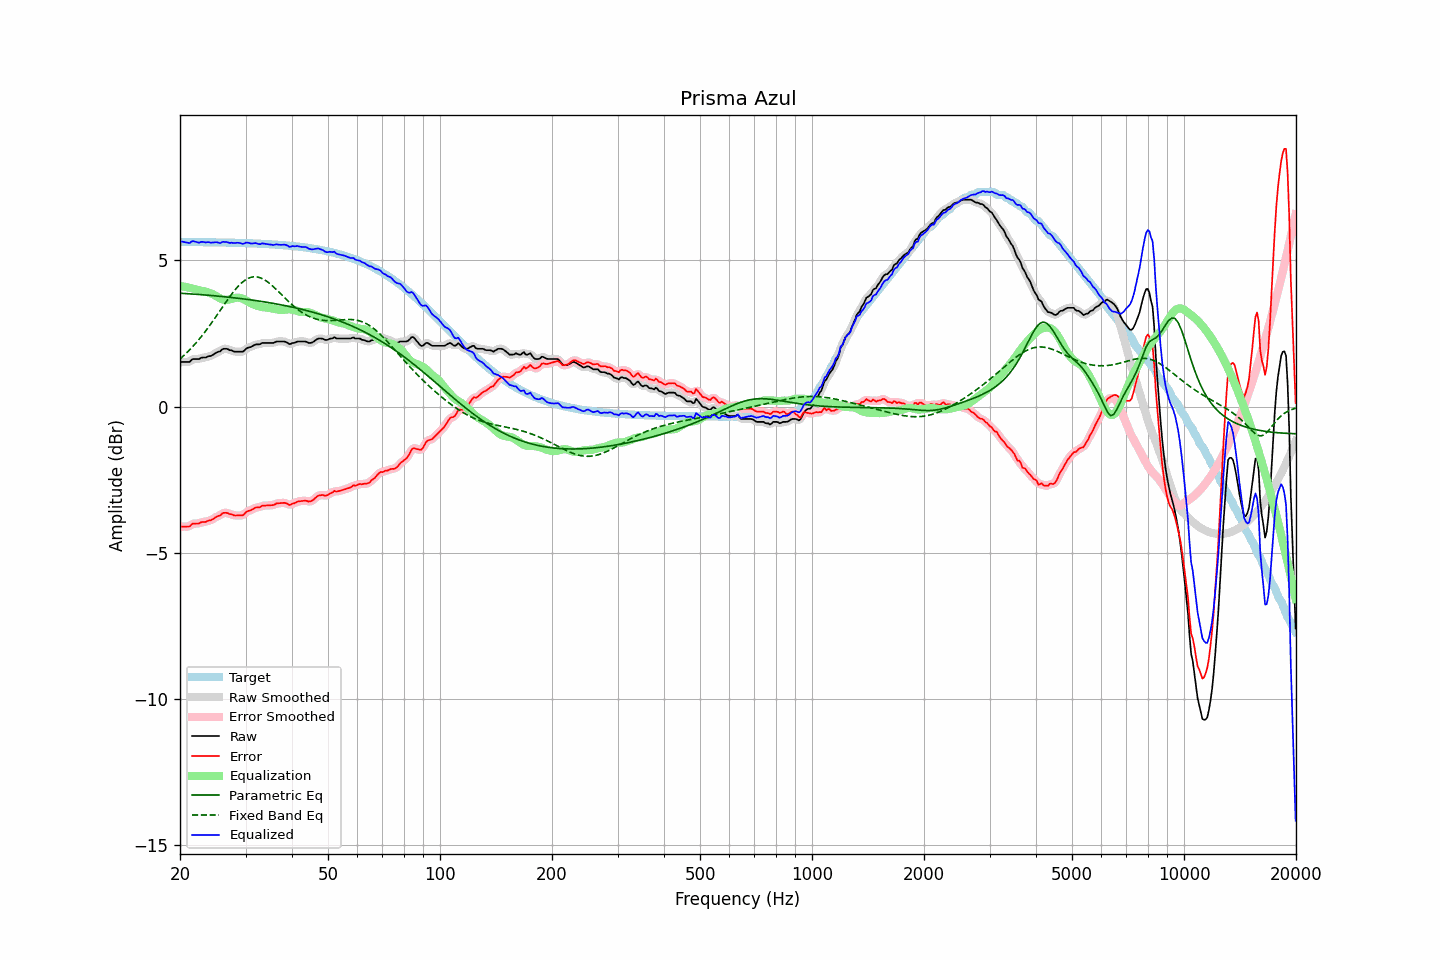 Prisma Azul
Amplitude (dBr)
5
0
−5
−10
−15
Target
Raw Smoothed
Error Smoothed
Raw
Error
Equalization
Parametric Eq
Fixed Band Eq
Equalized
20 50 100 200 500 1000 2000 5000 10000 20000
Frequency (Hz)